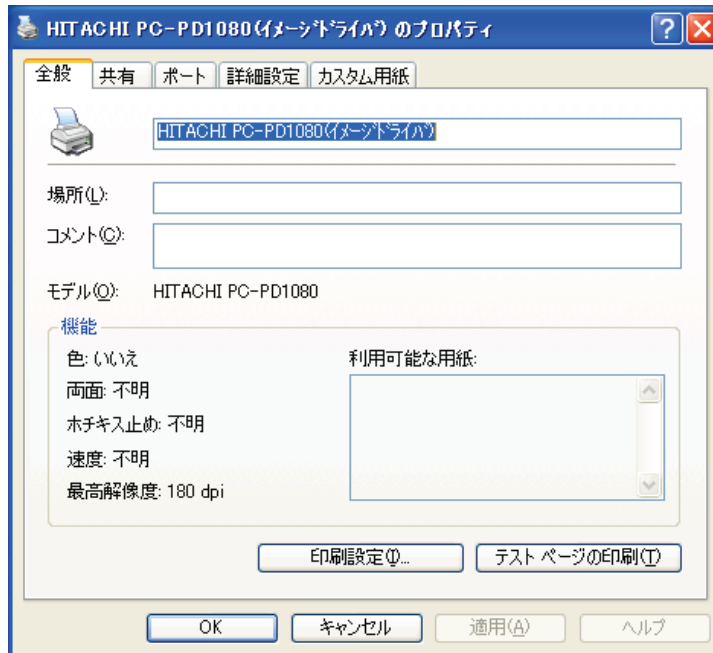 HITACHI PC-PD1080(ｲﾒｰｼﾞﾄﾞﾗｲﾊﾞ) のプロパティ
全般 共有 ポート 詳細設定 カスタム用紙
HITACHI PC-PD1080(ｲﾒｰｼﾞﾄﾞﾗｲﾊﾞ)
場所(L):
コメント(C):
モデル(O): HITACHI PC-PD1080
機能
色: いいえ 利用可能な用紙:
両面: 不明
ホチキス止め: 不明
速度: 不明
最高解像度: 180 dpi
印刷設定(I)... テスト ページの印刷(T)
OK キャンセル 適用(A) ヘルプ